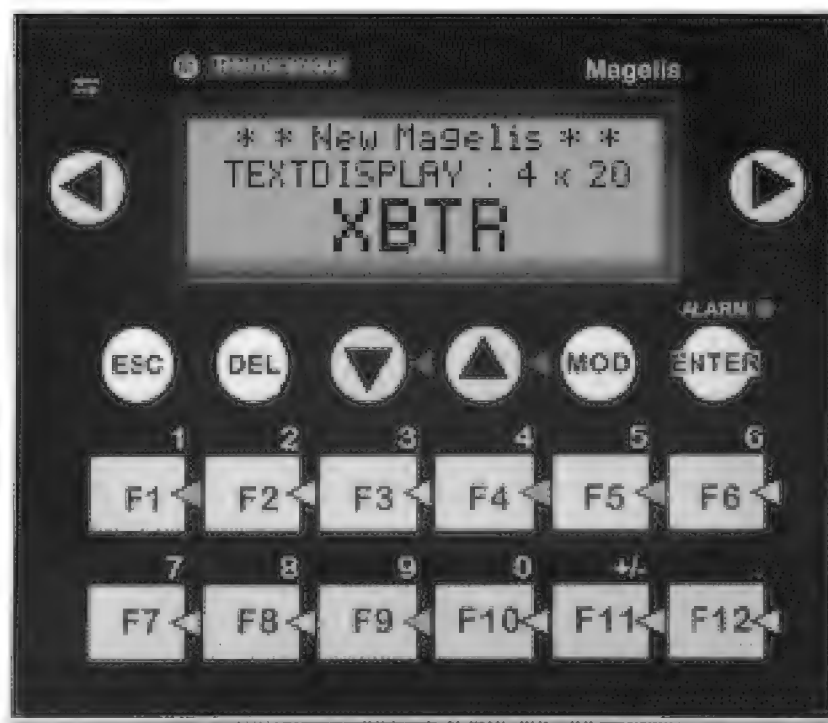 Magelis
* * New Magelis * *
TEXTDISPLAY : 4 x 20
XBTR
ALARM
ESC DEL MOD ENTER
1 2 3 4 5 6
F1 F2 F3 F4 F5 F6
7 8 9 0 +/- .
F7 F8 F9 F10 F11 F12